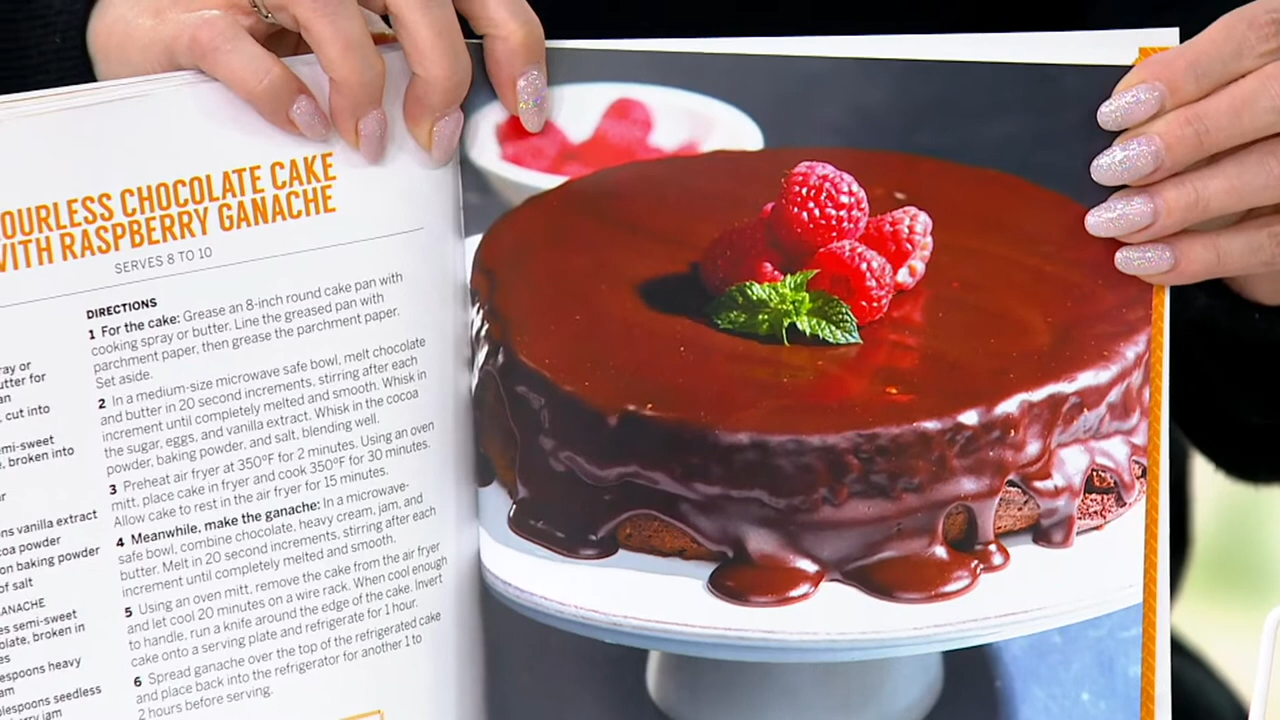 OURLESS CHOCOLATE CAKE
WITH RASPBERRY GANACHE
SERVES 8 TO 10
ray or
utter for
an
, cut into
emi-sweet
e, broken into
ar
ns vanilla extract
coa powder
on baking powder
of salt
GANACHE
es semi-sweet
olate, broken in
es
espoons heavy
am
lespoons seedless
erry jam
DIRECTIONS
1 For the cake: Grease an 8-inch round cake pan with
cooking spray or butter. Line the greased pan with
parchment paper, then grease the parchment paper.
Set aside.
2 In a medium-size microwave safe bowl, melt chocolate
and butter in 20 second increments, stirring after each
increment until completely melted and smooth. Whisk in
the sugar, eggs, and vanilla extract. Whisk in the cocoa
powder, baking powder, and salt, blending well.
3 Preheat air fryer at 350°F for 2 minutes. Using an oven
mitt, place cake in fryer and cook 350°F for 30 minutes.
Allow cake to rest in the air fryer for 15 minutes.
4 Meanwhile, make the ganache: In a microwave-
safe bowl, combine chocolate, heavy cream, jam, and
butter. Melt in 20 second increments, stirring after each
increment until completely melted and smooth.
5 Using an oven mitt, remove the cake from the air fryer
and let cool 20 minutes on a wire rack. When cool enough
to handle, run a knife around the edge of the cake. Invert
cake onto a serving plate and refrigerate for 1 hour.
6 Spread ganache over the top of the refrigerated cake
and place back into the refrigerator for another 1 to
2 hours before serving.